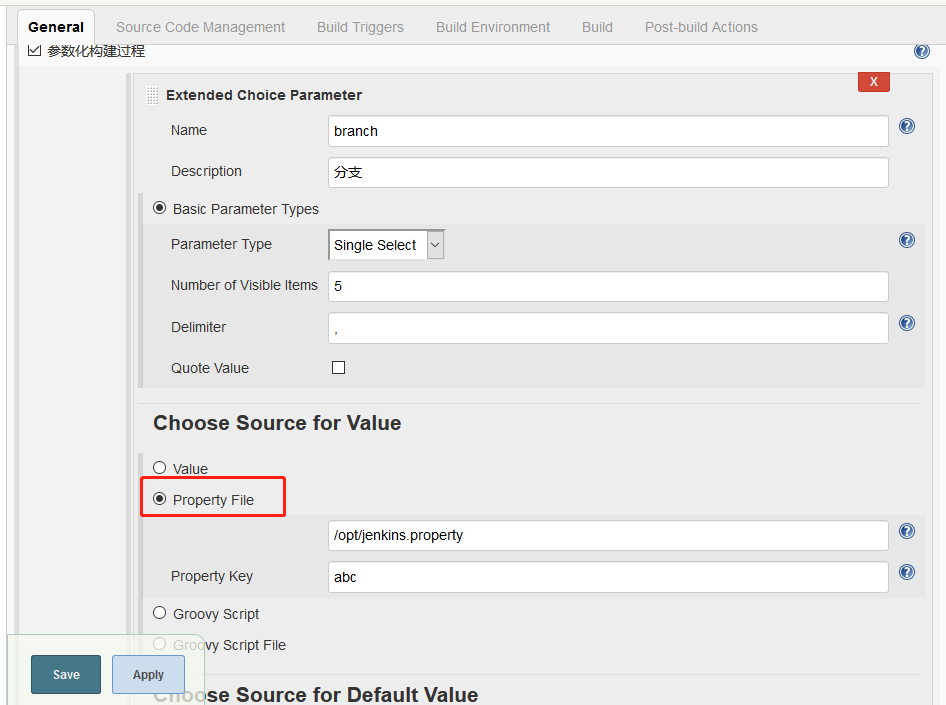 General Source Code Management Build Triggers Build Environment Build Post-build Actions
参数化构建过程
X
Extended Choice Parameter
Name branch
Description 分支
Basic Parameter Types
Parameter Type Single Select
Number of Visible Items 5
Delimiter ,
Quote Value
Choose Source for Value
Value
Property File
/opt/jenkins.property
Property Key abc
Groovy Script
Groovy Script File
Save Apply
Choose Source for Default Value